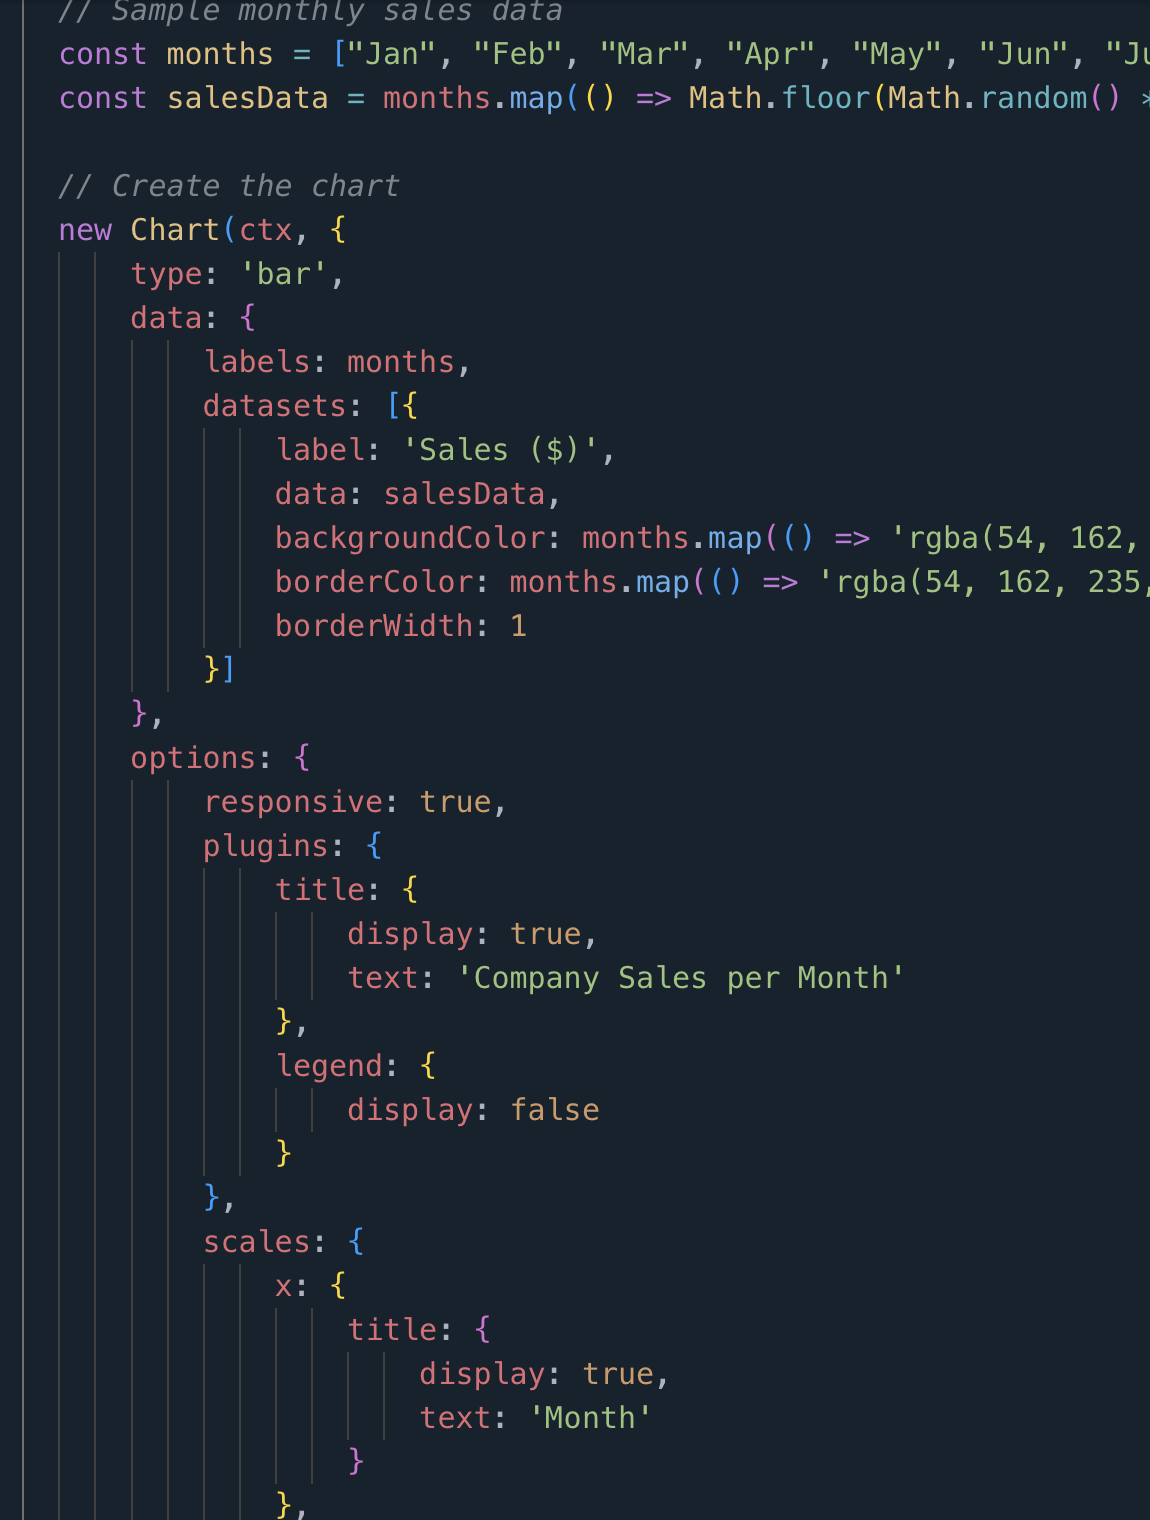 // Sample monthly sales data
const months = ["Jan", "Feb", "Mar", "Apr", "May", "Jun", "Ju
const salesData = months.map(() => Math.floor(Math.random() *
// Create the chart
new Chart(ctx, {
type: 'bar',
data: {
labels: months,
datasets: [{
label: 'Sales ($)',
data: salesData,
backgroundColor: months.map(() => 'rgba(54, 162,
borderColor: months.map(() => 'rgba(54, 162, 235,
borderWidth: 1
}]
},
options: {
responsive: true,
plugins: {
title: {
display: true,
text: 'Company Sales per Month'
},
legend: {
display: false
}
},
scales: {
x: {
title: {
display: true,
text: 'Month'
}
},